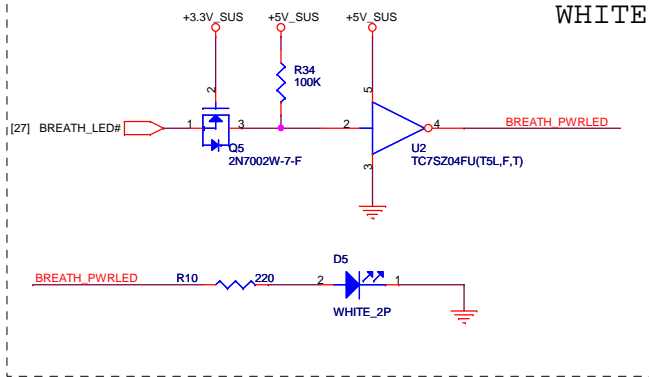 WHITE
+3.3V_SUS +5V_SUS +5V_SUS
R34
100K
2
5
[27] BREATH_LED# 1 3 2 4 BREATH_PWRLED
Q5
2N7002W-7-F
3
U2
TC7SZ04FU(T5L,F,T)
D5
BREATH_PWRLED R10 220 2 1
WHITE_2P